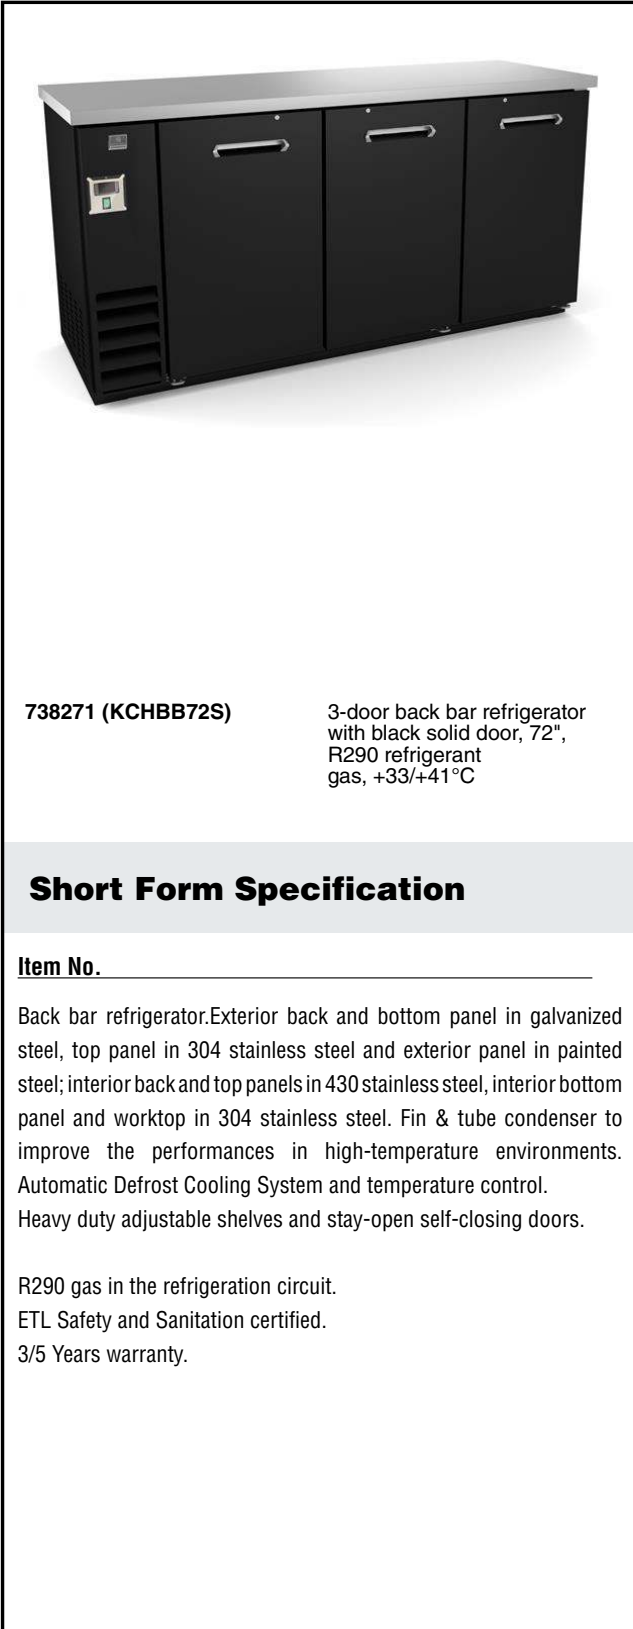 738271 (KCHBB72S)
3-door back bar refrigerator
with black solid door, 72",
R290 refrigerant
gas, +33/+41°C
Short Form Specification
Item No.
Back bar refrigerator.Exterior back and bottom panel in galvanized
steel, top panel in 304 stainless steel and exterior panel in painted
steel; interior back and top panels in 430 stainless steel, interior bottom
panel and worktop in 304 stainless steel. Fin & tube condenser to
improve the performances in high-temperature environments.
Automatic Defrost Cooling System and temperature control.
Heavy duty adjustable shelves and stay-open self-closing doors.
R290 gas in the refrigeration circuit.
ETL Safety and Sanitation certified.
3/5 Years warranty.